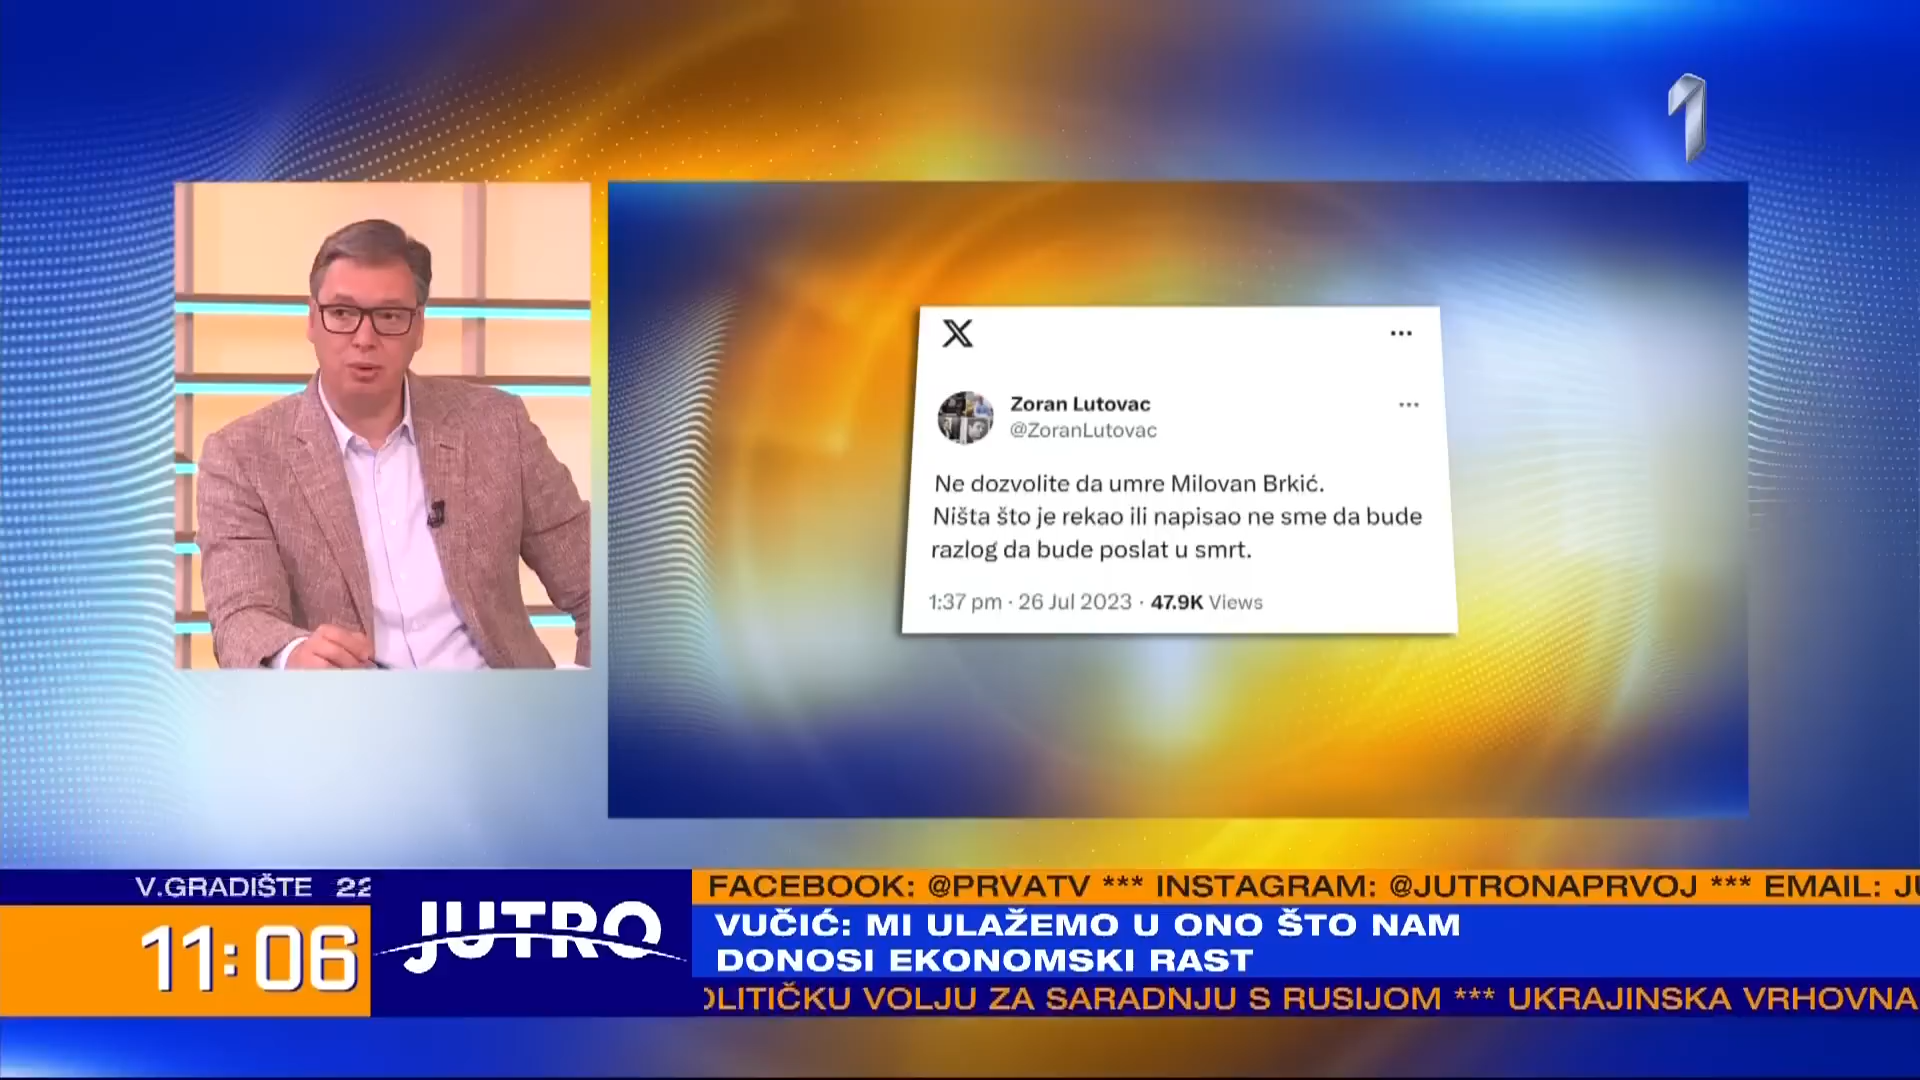 1
X
Zoran Lutovac
@ZoranLutovac
Ne dozvolite da umre Milovan Brkić.
Ništa što je rekao ili napisao ne sme da bude
razlog da bude poslat u smrt.
1:37 pm · 26 Jul 2023 · 47.9K Views
V.GRADIŠTE 22
11:06
JUTRO
FACEBOOK: @PRVATV *** INSTAGRAM: @JUTRONAPRVOJ *** EMAIL: JU
VUČIĆ: MI ULAŽEMO U ONO ŠTO NAM
DONOSI EKONOMSKI RAST
OLITIČKU VOLJU ZA SARADNJU S RUSIJOM *** UKRAJINSKA VRHOVNA